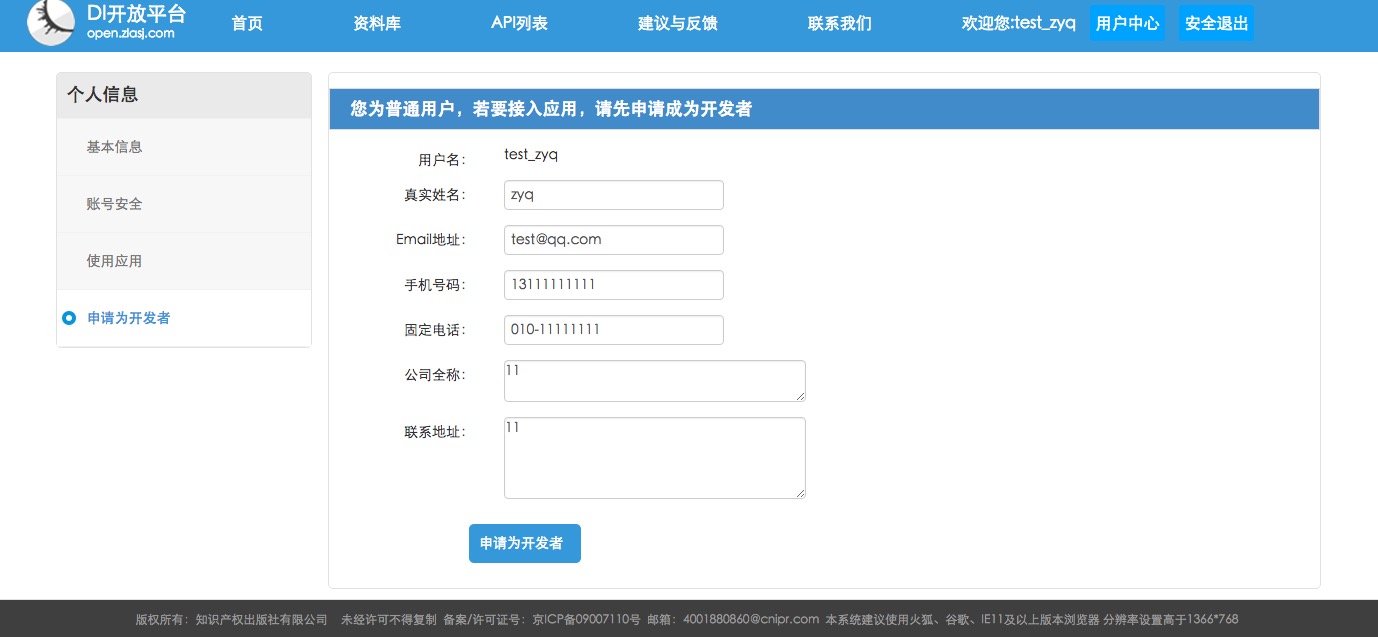 DI开放平台
open.zlasj.com
首页 资料库 API列表 建议与反馈 联系我们 欢迎您:test_zyq 用户中心 安全退出
个人信息
基本信息
账号安全
使用应用
申请为开发者
您为普通用户，若要接入应用，请先申请成为开发者
用户名： test_zyq
真实姓名： zyq
Email地址： test@qq.com
手机号码： 13111111111
固定电话： 010-11111111
公司全称： 11
联系地址： 11
申请为开发者
版权所有：知识产权出版社有限公司 未经许可不得复制 备案/许可证号：京ICP备09007110号 邮箱：4001880860@cnipr.com 本系统建议使用火狐、谷歌、IE11及以上版本浏览器 分辨率设置高于1366*768